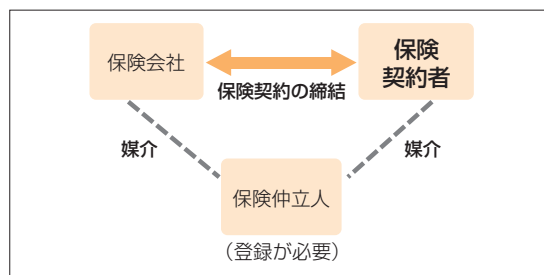 保険会社
保険
契約者
保険契約の締結
媒介
媒介
保険仲立人
（登録が必要）